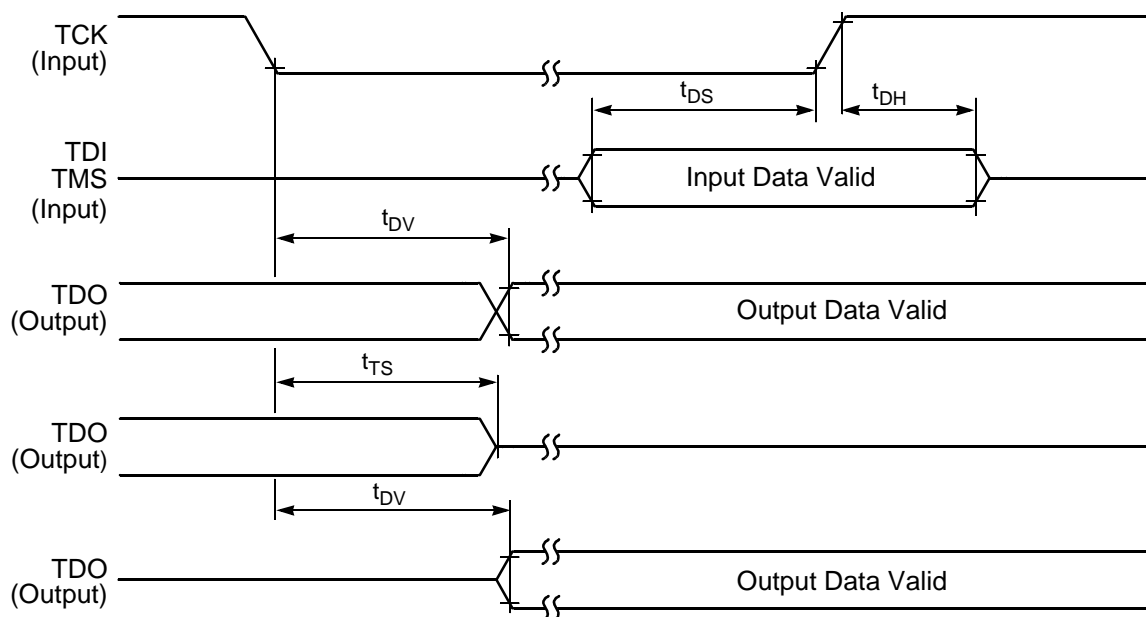 TCK
(Input)
tDS
tDH
TDI
TMS
(Input)
Input Data Valid
tDV
TDO
(Output)
Output Data Valid
tTS
TDO
(Output)
tDV
TDO
(Output)
Output Data Valid